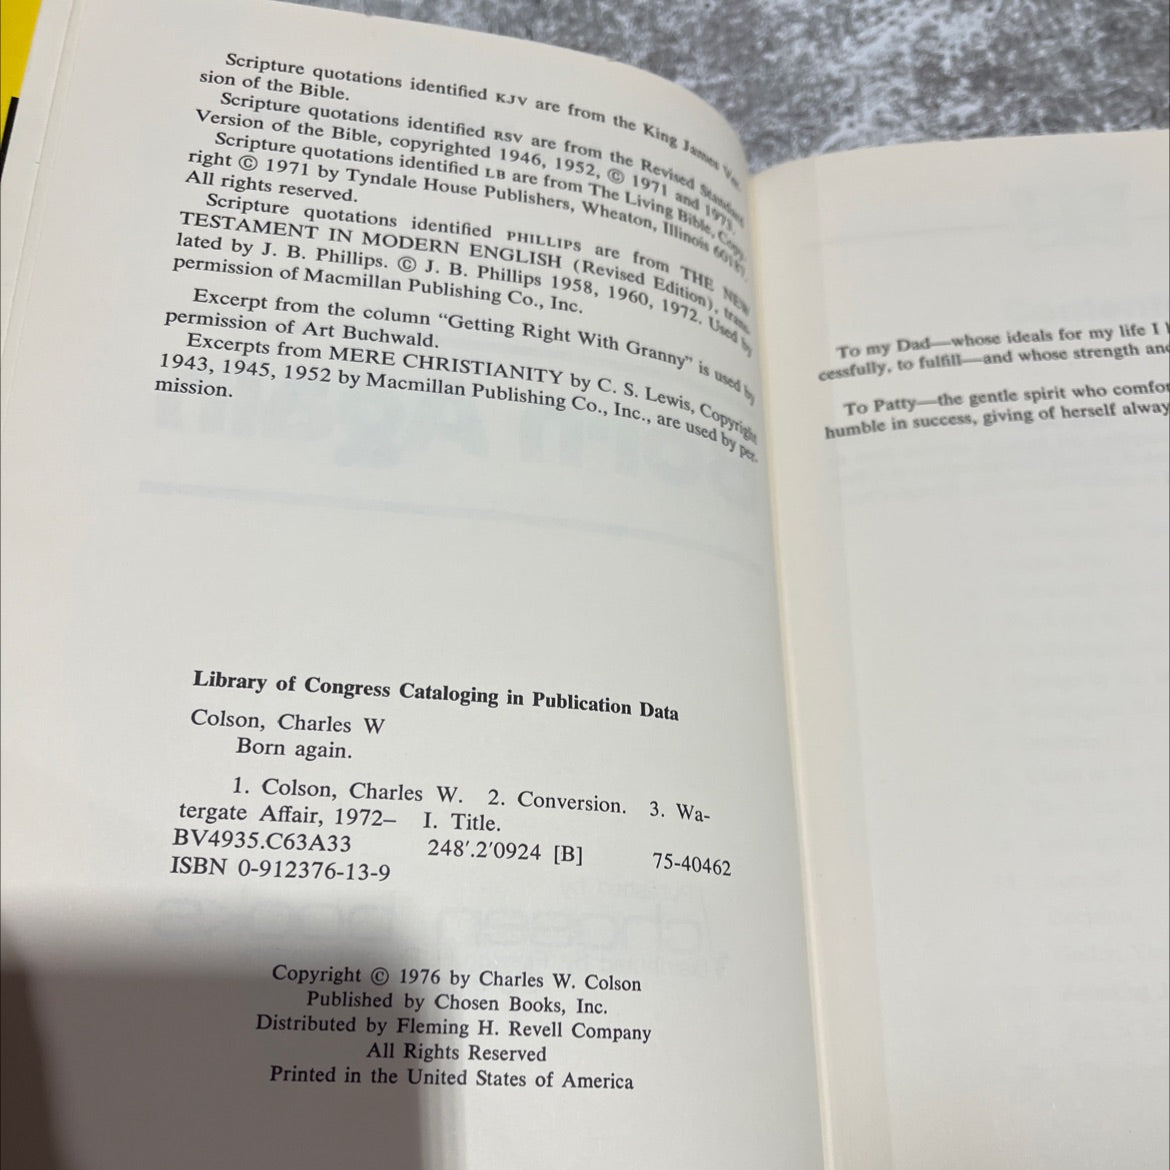 Scripture quotations identified KJV are from the King James Ver-
sion of the Bible.
Scripture quotations identified RSV are from the Revised Standard
Version of the Bible, copyrighted 1946, 1952, © 1971 and 1973.
Scripture quotations identified LB are from The Living Bible, Copy-
right © 1971 by Tyndale House Publishers, Wheaton, Illinois 60187.
All rights reserved.
Scripture quotations identified PHILLIPS are from THE NEW
TESTAMENT IN MODERN ENGLISH (Revised Edition), trans-
lated by J. B. Phillips. © J. B. Phillips 1958, 1960, 1972. Used by
permission of Macmillan Publishing Co., Inc.
Excerpt from the column “Getting Right With Granny” is used by
permission of Art Buchwald.
Excerpts from MERE CHRISTIANITY by C. S. Lewis, Copyright
1943, 1945, 1952 by Macmillan Publishing Co., Inc., are used by per-
mission.
Library of Congress Cataloging in Publication Data
Colson, Charles W
Born again.
1. Colson, Charles W. 2. Conversion. 3. Wa-
tergate Affair, 1972– I. Title.
BV4935.C63A33 248′.2′0924 [B] 75-40462
ISBN 0-912376-13-9
Copyright © 1976 by Charles W. Colson
Published by Chosen Books, Inc.
Distributed by Fleming H. Revell Company
All Rights Reserved
Printed in the United States of America
To my Dad—whose ideals for my life I
cessfully, to fulfill—and whose strength and
To Patty—the gentle spirit who comfor
humble in success, giving of herself alway